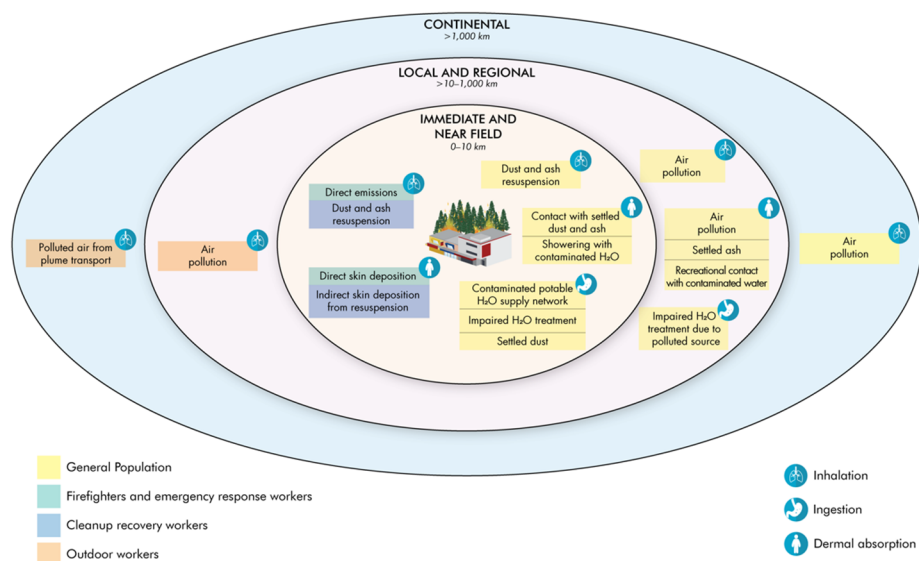 CONTINENTAL
>1,000 km
LOCAL AND REGIONAL
>10–1,000 km
IMMEDIATE AND
NEAR FIELD
0–10 km
Direct emissions
Dust and ash
resuspension
Direct skin deposition
Indirect skin deposition
from resuspension
Dust and ash
resuspension
Contact with settled
dust and ash
Showering with
contaminated H₂O
Contaminated potable
H₂O supply network
Impaired H₂O treatment
Settled dust
Polluted air from
plume transport
Air
pollution
Air
pollution
Air
pollution
Settled ash
Recreational contact
with contaminated water
Impaired H₂O
treatment due to
polluted source
Air
pollution
General Population
Firefighters and emergency response workers
Cleanup recovery workers
Outdoor workers
Inhalation
Ingestion
Dermal absorption